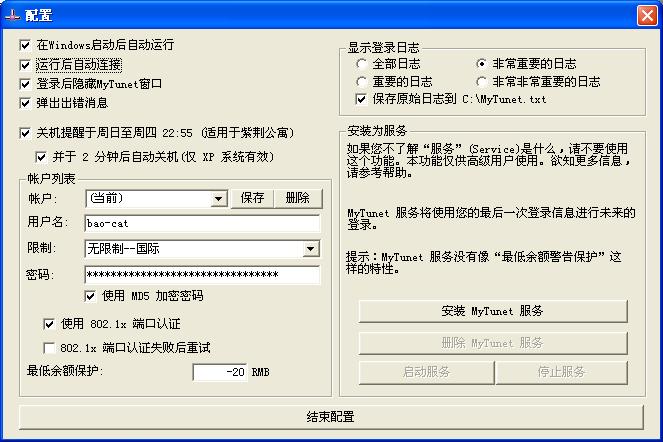 配置
在Windows启动后自动运行
运行后自动连接
登录后隐藏MyTunet窗口
弹出出错消息
关机提醒于周日至周四 22:55 (适用于紫荆公寓)
并于 2 分钟后自动关机(仅 XP 系统有效)
帐户列表
帐户: (当前) 保存 删除
用户名: bao-cat
限制: 无限制--国际
密码: ********************************
使用 MD5 加密密码
使用 802.1x 端口认证
802.1x 端口认证失败后重试
最低余额保护: -20 RMB
显示登录日志
全部日志 非常重要的日志
重要的日志 非常非常重要的日志
保存原始日志到 C:\MyTunet.txt
安装为服务
如果您不了解“服务”(Service)是什么，请不要使用
这个功能。本功能仅供高级用户使用。欲知更多信息，
请参考帮助。
MyTunet 服务将使用您的最后一次登录信息进行未来的
登录。
提示：MyTunet 服务没有像“最低余额警告保护”这
样的特性。
安装 MyTunet 服务
删除 MyTunet 服务
启动服务 停止服务
结束配置